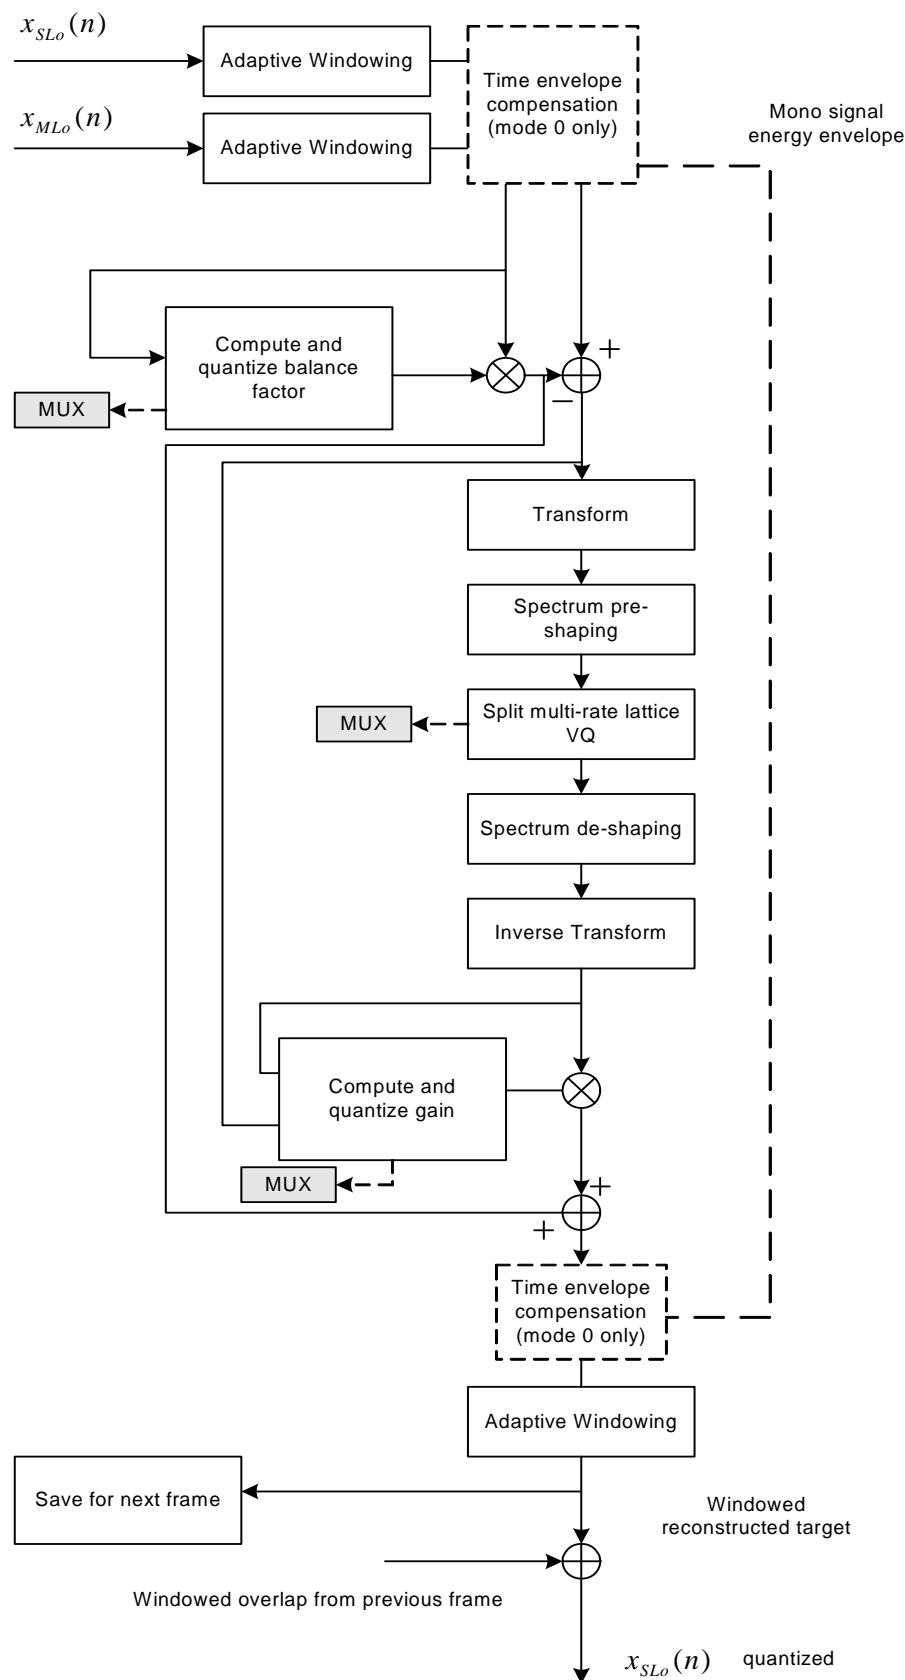 x_{SLo}(n)
Adaptive Windowing
x_{MLo}(n)
Adaptive Windowing
Time envelope
compensation
(mode 0 only)
Mono signal
energy envelope
Compute and
quantize balance
factor
+
−
MUX
Transform
Spectrum pre-
shaping
Split multi-rate lattice
VQ
MUX
Spectrum de-shaping
Inverse Transform
Compute and
quantize gain
MUX
+
+
Time envelope
compensation
(mode 0 only)
Adaptive Windowing
Save for next frame
Windowed
reconstructed target
Windowed overlap from previous frame
x_{SLo}(n) quantized